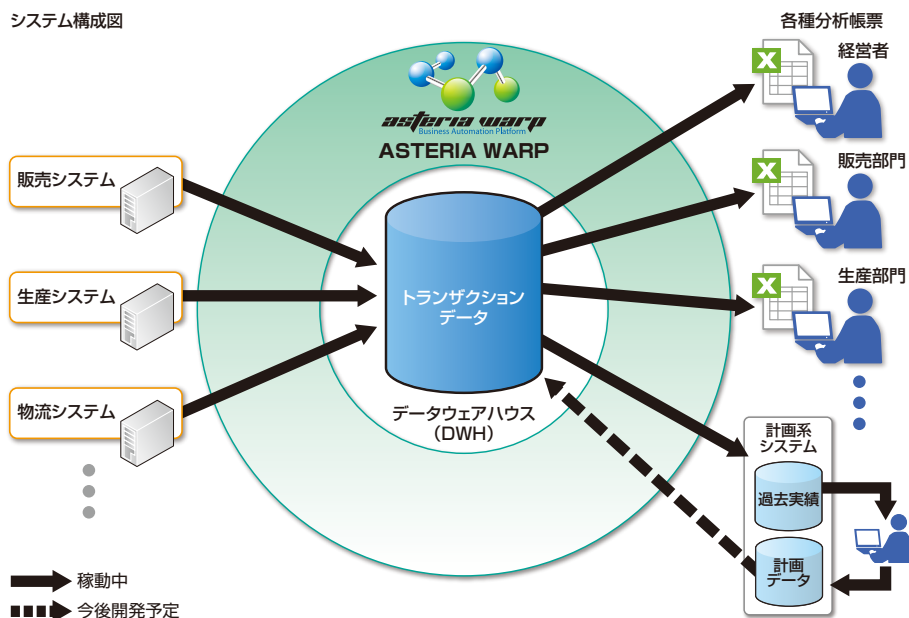 システム構成図
各種分析帳票
経営者
asteria warp
Business Automation Platform
ASTERIA WARP
販売システム
販売部門
生産システム
トランザクション
データ
生産部門
物流システム
データウェアハウス
(DWH)
計画系
システム
過去実績
計画
データ
稼動中
今後開発予定